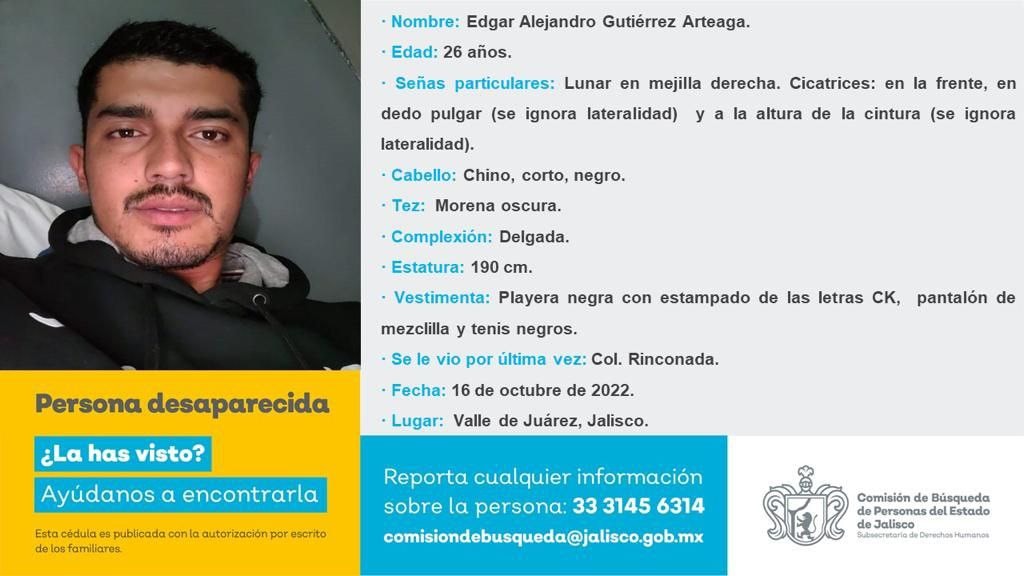 · Nombre: Edgar Alejandro Gutiérrez Arteaga.
· Edad: 26 años.
· Señas particulares: Lunar en mejilla derecha. Cicatrices: en la frente, en
dedo pulgar (se ignora lateralidad) y a la altura de la cintura (se ignora
lateralidad).
· Cabello: Chino, corto, negro.
· Tez: Morena oscura.
· Complexión: Delgada.
· Estatura: 190 cm.
· Vestimenta: Playera negra con estampado de las letras CK, pantalón de
mezclilla y tenis negros.
· Se le vio por última vez: Col. Rinconada.
· Fecha: 16 de octubre de 2022.
· Lugar: Valle de Juárez, Jalisco.
Persona desaparecida
¿La has visto?
Ayúdanos a encontrarla
Esta cédula es publicada con la autorización por escrito
de los familiares.
Reporta cualquier información
sobre la persona: 33 3145 6314
comisiondebusqueda@jalisco.gob.mx
Comisión de Búsqueda
de Personas del Estado
de Jalisco
Subsecretaría de Derechos Humanos